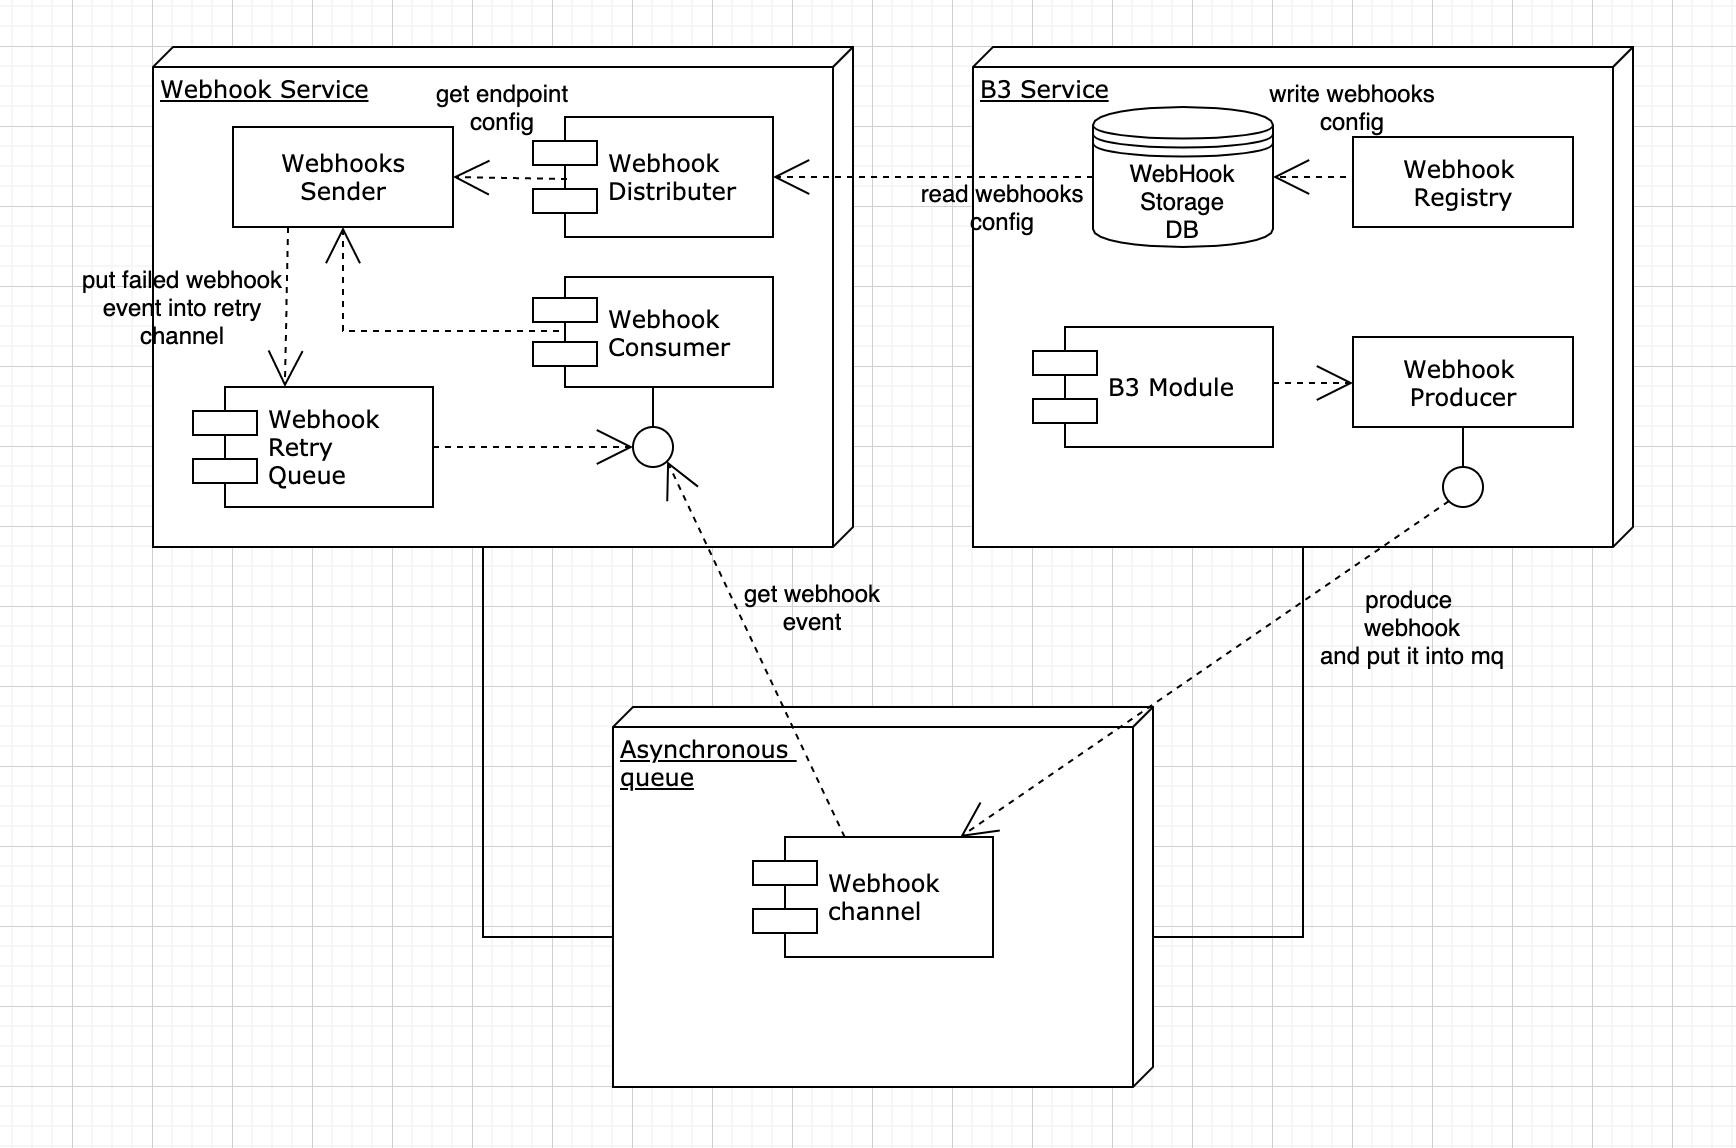 Webhook Service
get endpoint
config
Webhooks
Sender
Webhook
Distributer
put failed webhook
event into retry
channel
Webhook
Consumer
Webhook
Retry
Queue
B3 Service
write webhooks
config
WebHook
Storage
DB
Webhook
Registry
read webhooks
config
B3 Module
Webhook
Producer
get webhook
event
produce
webhook
and put it into mq
Asynchronous
queue
Webhook
channel